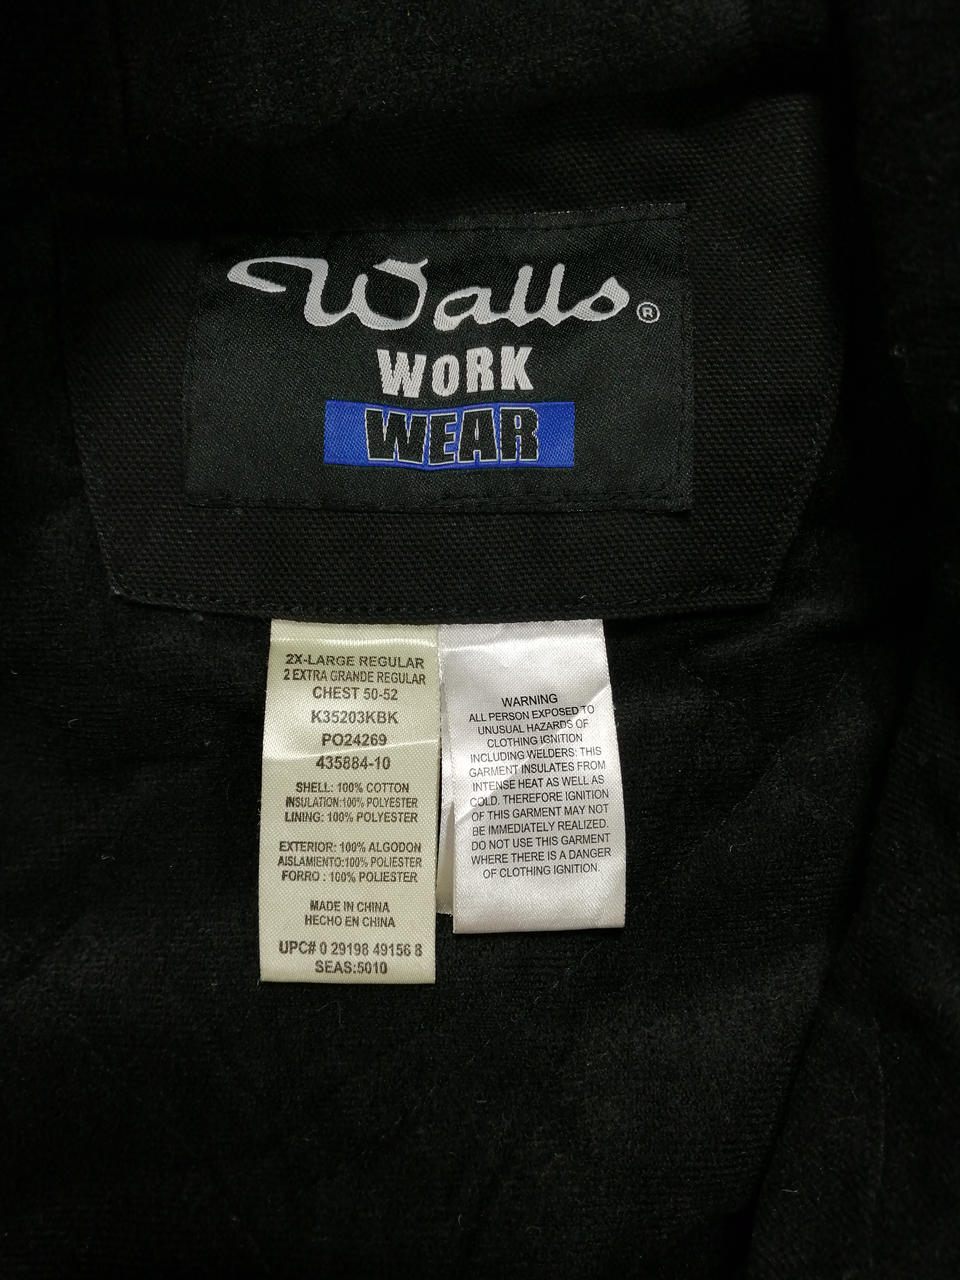 Walls®
WORK
WEAR
2X-LARGE REGULAR
2 EXTRA GRANDE REGULAR
CHEST 50-52
K35203KBK
PO24269
435884-10
SHELL: 100% COTTON
INSULATION:100% POLYESTER
LINING: 100% POLYESTER
EXTERIOR: 100% ALGODON
AISLAMIENTO:100% POLIESTER
FORRO : 100% POLIESTER
MADE IN CHINA
HECHO EN CHINA
UPC# 0 29198 49156 8
SEAS:5010
WARNING
ALL PERSON EXPOSED TO
UNUSUAL HAZARDS OF
CLOTHING IGNITION
INCLUDING WELDERS: THIS
GARMENT INSULATES FROM
INTENSE HEAT AS WELL AS
COLD. THEREFORE IGNITION
OF THIS GARMENT MAY NOT
BE IMMEDIATELY REALIZED.
DO NOT USE THIS GARMENT
WHERE THERE IS A DANGER
OF CLOTHING IGNITION.